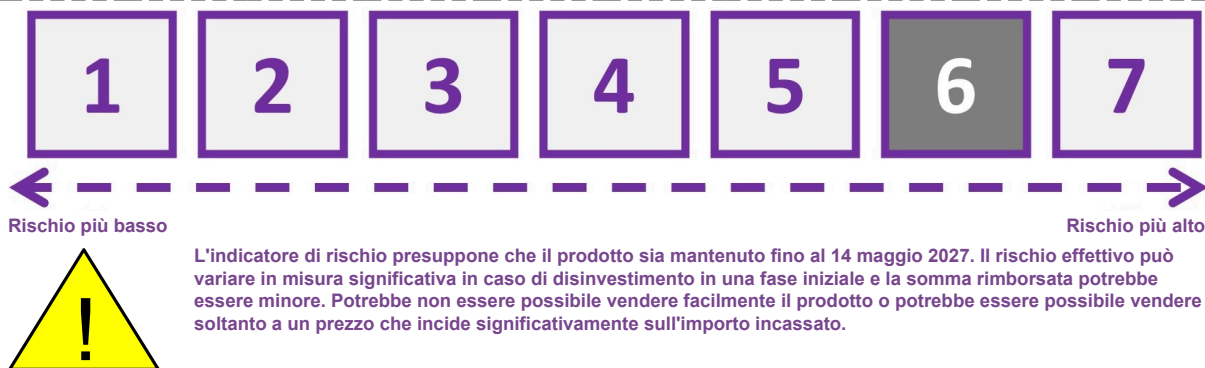 1 2 3 4 5 6 7
Rischio più basso Rischio più alto
L'indicatore di rischio presuppone che il prodotto sia mantenuto fino al 14 maggio 2027. Il rischio effettivo può
variare in misura significativa in caso di disinvestimento in una fase iniziale e la somma rimborsata potrebbe
essere minore. Potrebbe non essere possibile vendere facilmente il prodotto o potrebbe essere possibile vendere
soltanto a un prezzo che incide significativamente sull'importo incassato.
!